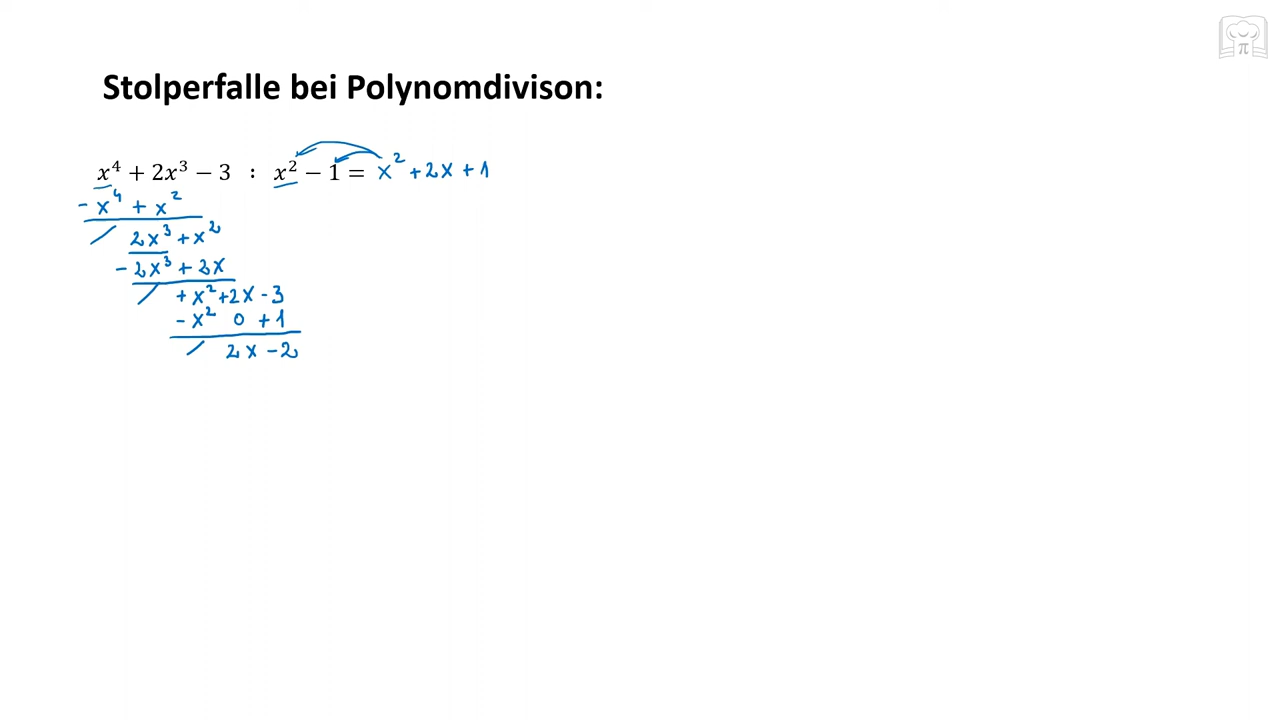 Stolperfalle bei Polynomdivison:
x⁴ + 2x³ − 3 : x² − 1 = x² + 2x + 1
− x⁴ + x²
2x³ + x²
− 2x³ + 2x
+ x² + 2x − 3
− x² 0 + 1
2x − 2
π